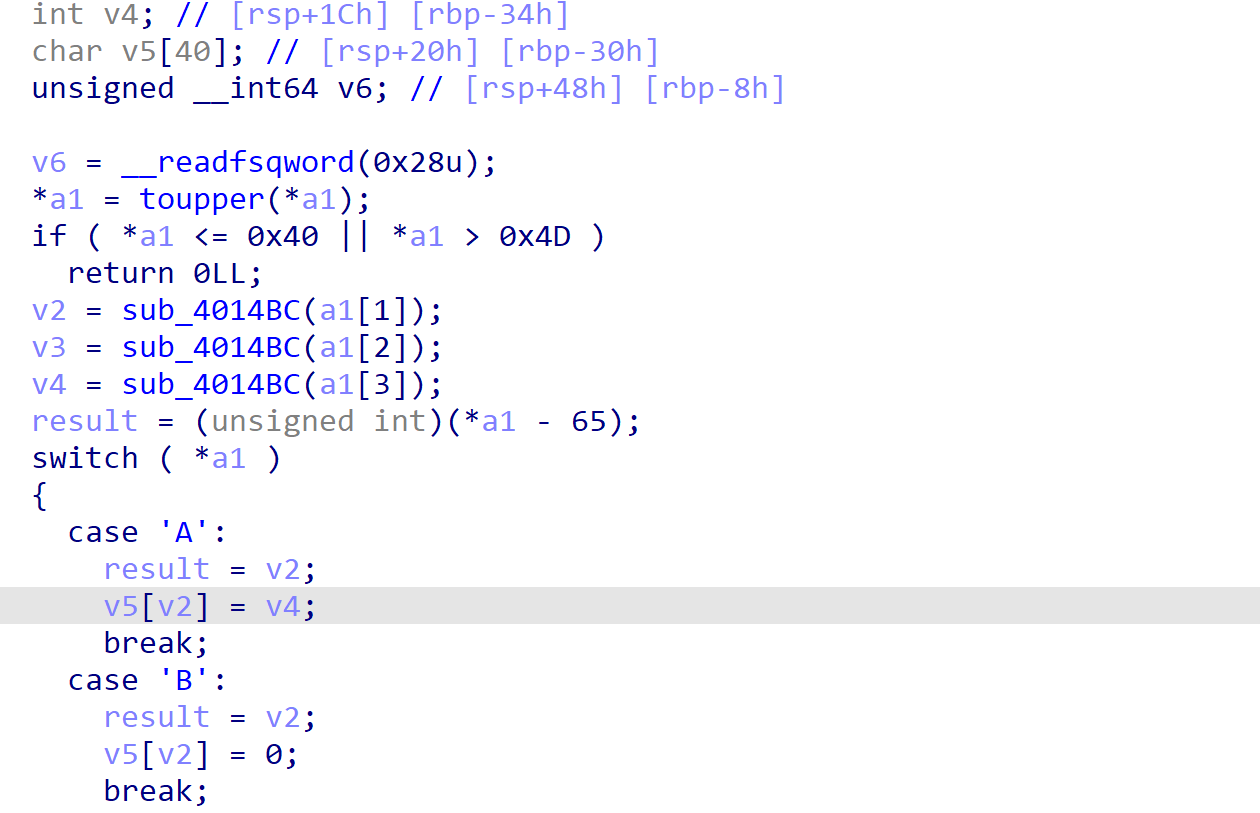 int v4; // [rsp+1Ch] [rbp-34h]
char v5[40]; // [rsp+20h] [rbp-30h]
unsigned __int64 v6; // [rsp+48h] [rbp-8h]

v6 = __readfsqword(0x28u);
*a1 = toupper(*a1);
if ( *a1 <= 0x40 || *a1 > 0x4D )
  return 0LL;
v2 = sub_4014BC(a1[1]);
v3 = sub_4014BC(a1[2]);
v4 = sub_4014BC(a1[3]);
result = (unsigned int)(*a1 - 65);
switch ( *a1 )
{
  case 'A':
    result = v2;
    v5[v2] = v4;
    break;
  case 'B':
    result = v2;
    v5[v2] = 0;
    break;